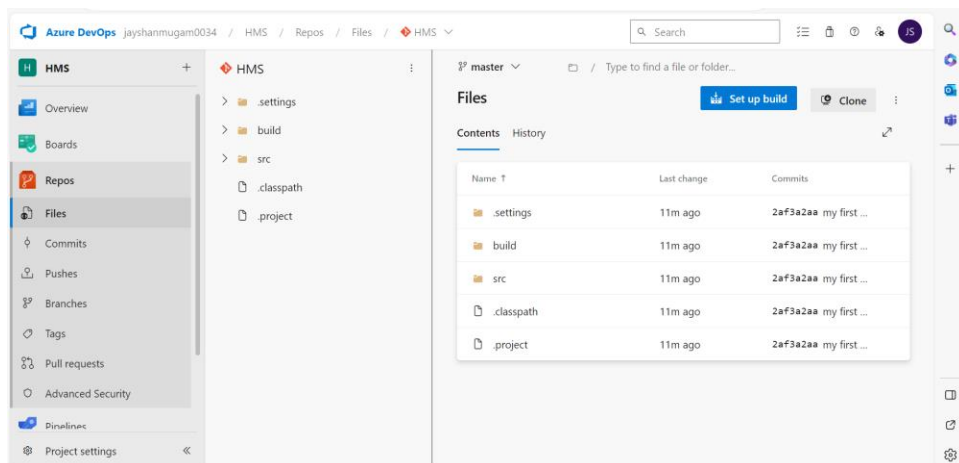 Azure DevOps jayshanmugam0034 / HMS / Repos / Files / HMS
Search
JS
H HMS +
Overview
Boards
Repos
Files
Commits
Pushes
Branches
Tags
Pull requests
Advanced Security
Pipelines
Project settings
HMS
.settings
build
src
.classpath
.project
master / Type to find a file or folder...
Files
Set up build
Clone
Contents History
Name ↑ Last change Commits
.settings 11m ago 2af3a2aa my first ...
build 11m ago 2af3a2aa my first ...
src 11m ago 2af3a2aa my first ...
.classpath 11m ago 2af3a2aa my first ...
.project 11m ago 2af3a2aa my first ...